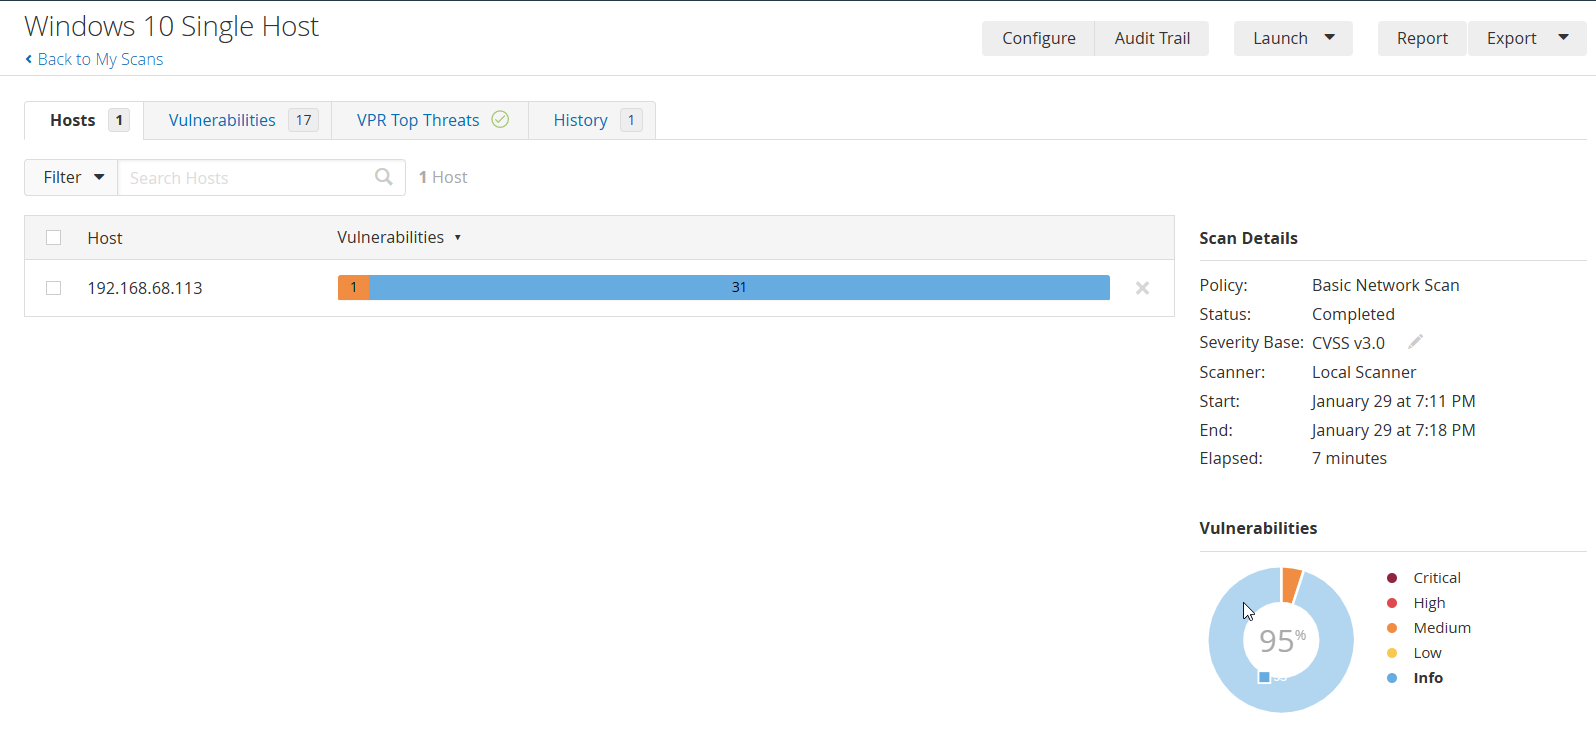 Windows 10 Single Host
Back to My Scans
Configure Audit Trail Launch Report Export
Hosts 1 Vulnerabilities 17 VPR Top Threats History 1
Filter Search Hosts 1 Host
Host Vulnerabilities
192.168.68.113 1 31
Scan Details
Policy: Basic Network Scan
Status: Completed
Severity Base: CVSS v3.0
Scanner: Local Scanner
Start: January 29 at 7:11 PM
End: January 29 at 7:18 PM
Elapsed: 7 minutes
Vulnerabilities
95%
Critical
High
Medium
Low
Info